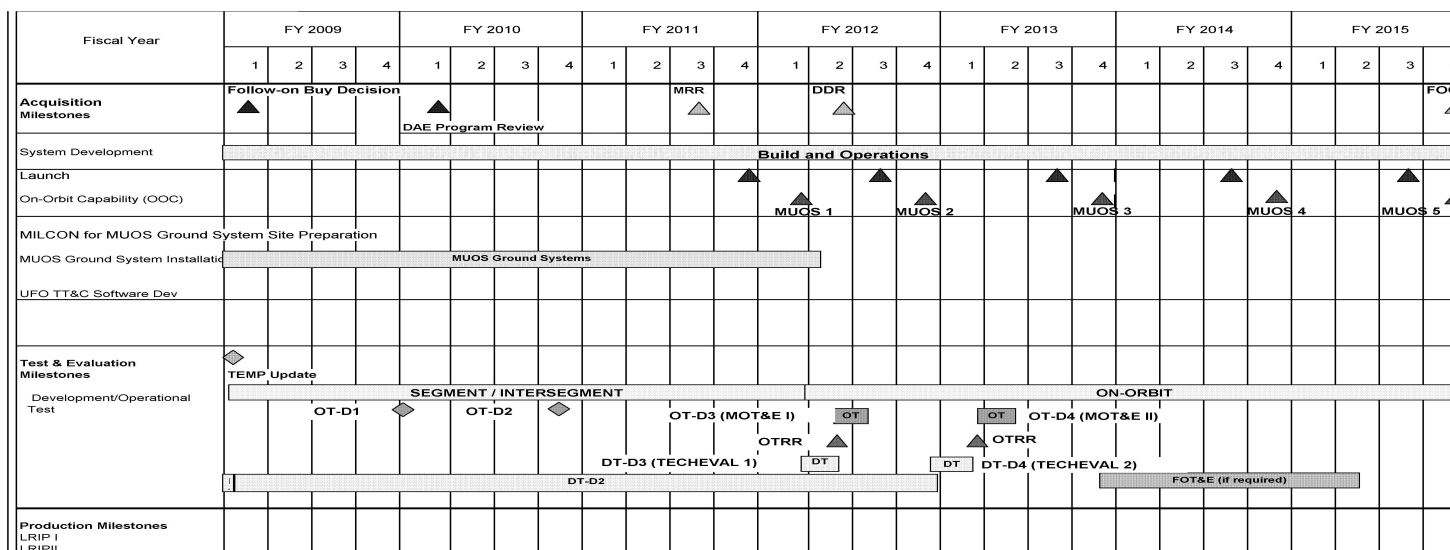 Fiscal Year
FY 2009 FY 2010 FY 2011 FY 2012 FY 2013 FY 2014 FY 2015
1 2 3 4 1 2 3 4 1 2 3 4 1 2 3 4 1 2 3 4 1 2 3 4 1 2 3
Acquisition
Milestones
Follow-on Buy Decision
DAE Program Review
MRR
DDR
System Development
Build and Operations
Launch
On-Orbit Capability (OOC)
MUOS 1 MUOS 2 MUOS 3 MUOS 4 MUOS 5
MILCON for MUOS Ground System Site Preparation
MUOS Ground System Installatio
MUOS Ground Systems
UFO TT&C Software Dev
Test & Evaluation
Milestones
TEMP Update
Development/Operational
Test
SEGMENT / INTERSEGMENT ON-ORBIT
OT-D1 OT-D2 OT-D3 (MOT&E I) OT OT OT-D4 (MOT&E II)
OTRR OTRR
DT-D3 (TECHEVAL 1) DT DT DT-D4 (TECHEVAL 2)
DT-D2 FOT&E (if required)
Production Milestones
LRIP I
LRIPII